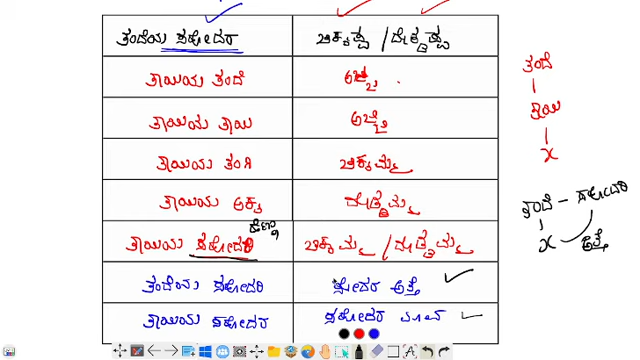 ತಂದೆಯ ಸಹೋದರ ಚಿಕ್ಕಪ್ಪ / ದೊಡ್ಡಪ್ಪ
ತಾಯಿಯ ತಂದೆ ಅಜ್ಜ
ತಾಯಿಯ ತಾಯಿ ಅಜ್ಜಿ
ತಾಯಿಯ ತಂಗಿ ಚಿಕ್ಕಮ್ಮ
ತಾಯಿಯ ಅಕ್ಕ ದೊಡ್ಡಮ್ಮ
ತಾಯಿಯ ಸಹೋದರಿ ಚಿಕ್ಕಮ್ಮ / ದೊಡ್ಡಮ್ಮ
ತಂದೆಯ ಸಹೋದರಿ ಸೋದರ ಅತ್ತೆ
ತಾಯಿಯ ಸಹೋದರ ಸಹೋದರ ಮಾವ
ತಂದೆ
ತಾಯಿ
x
ತಂದೆ – ಸಹೋದರಿ
x ಅತ್ತೆ